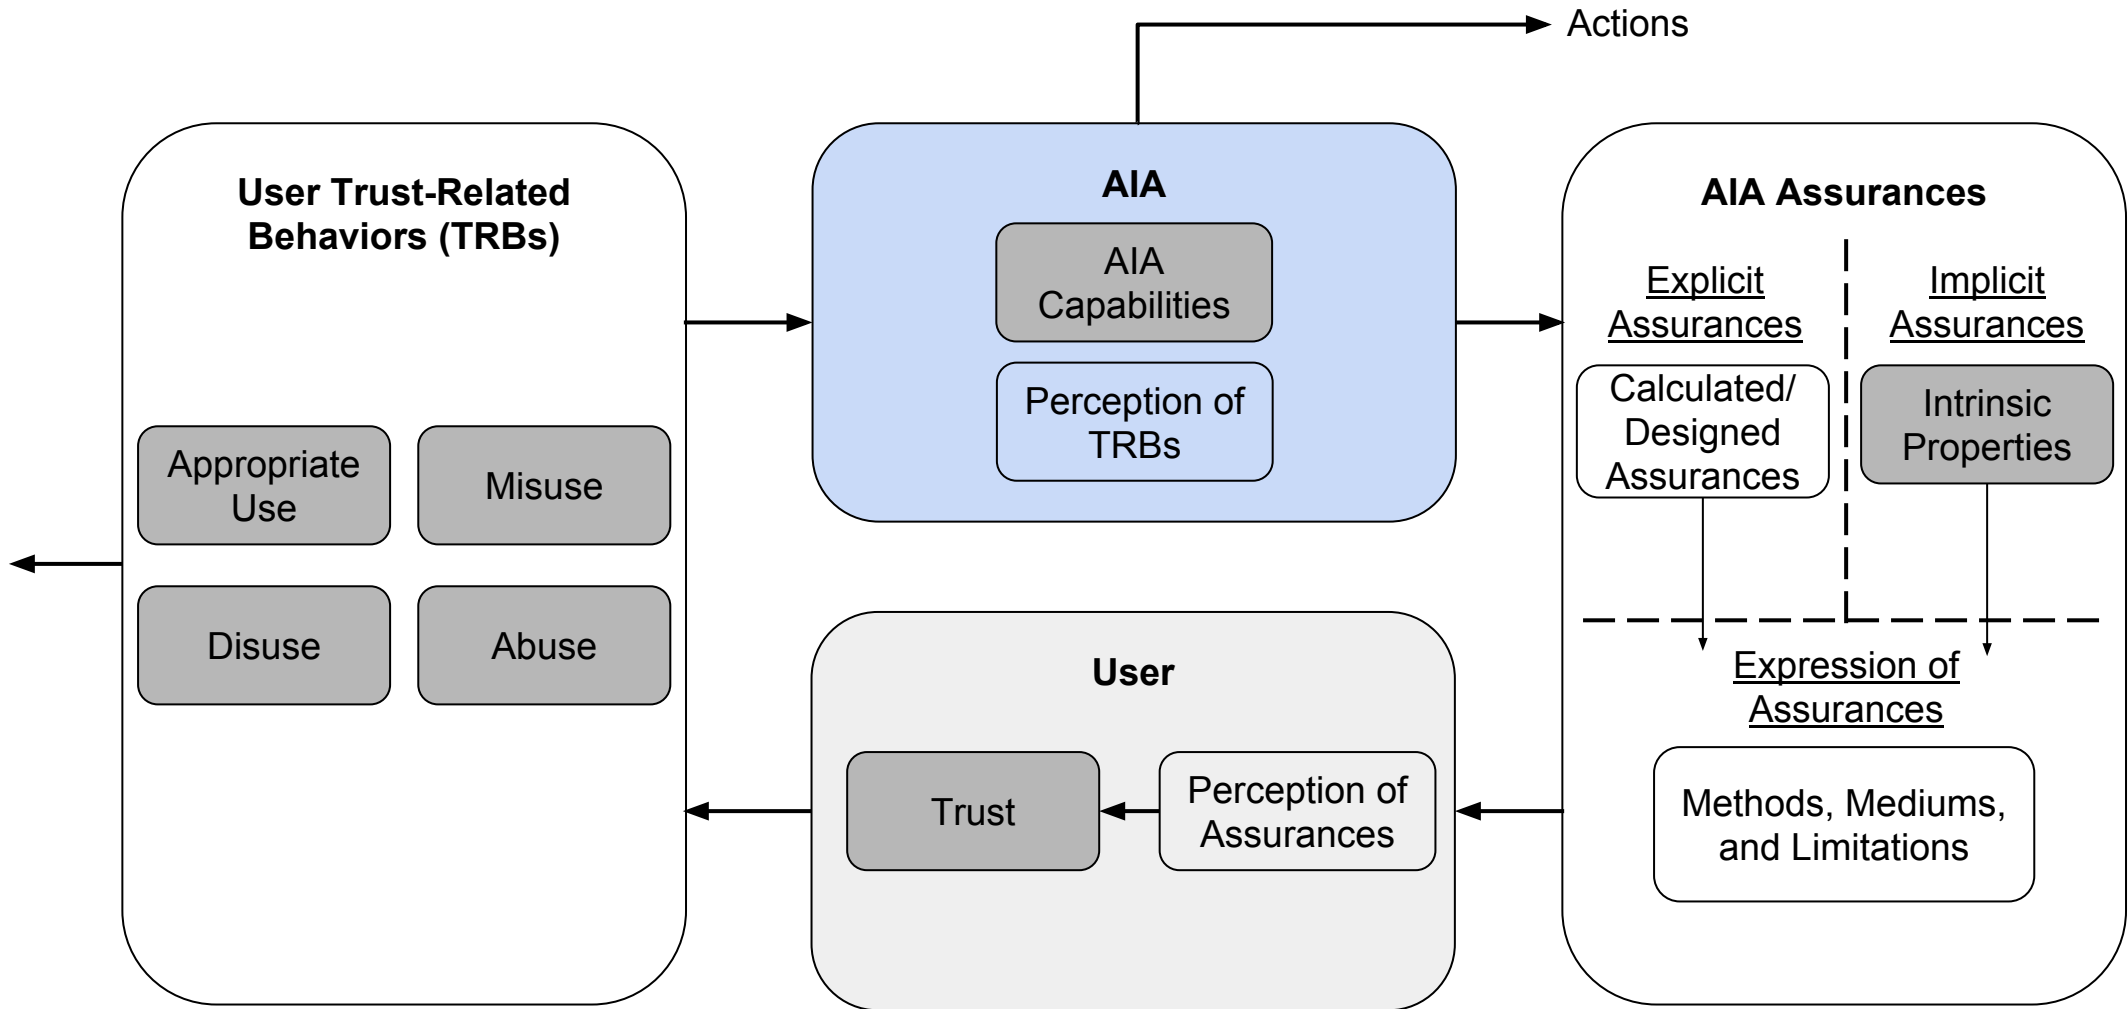 Actions
User Trust-Related
Behaviors (TRBs)
Appropriate
Use
Misuse
Disuse
Abuse
AIA
AIA
Capabilities
Perception of
TRBs
User
Trust
Perception of
Assurances
AIA Assurances
Explicit
Assurances
Calculated/
Designed
Assurances
Implicit
Assurances
Intrinsic
Properties
Expression of
Assurances
Methods, Mediums,
and Limitations